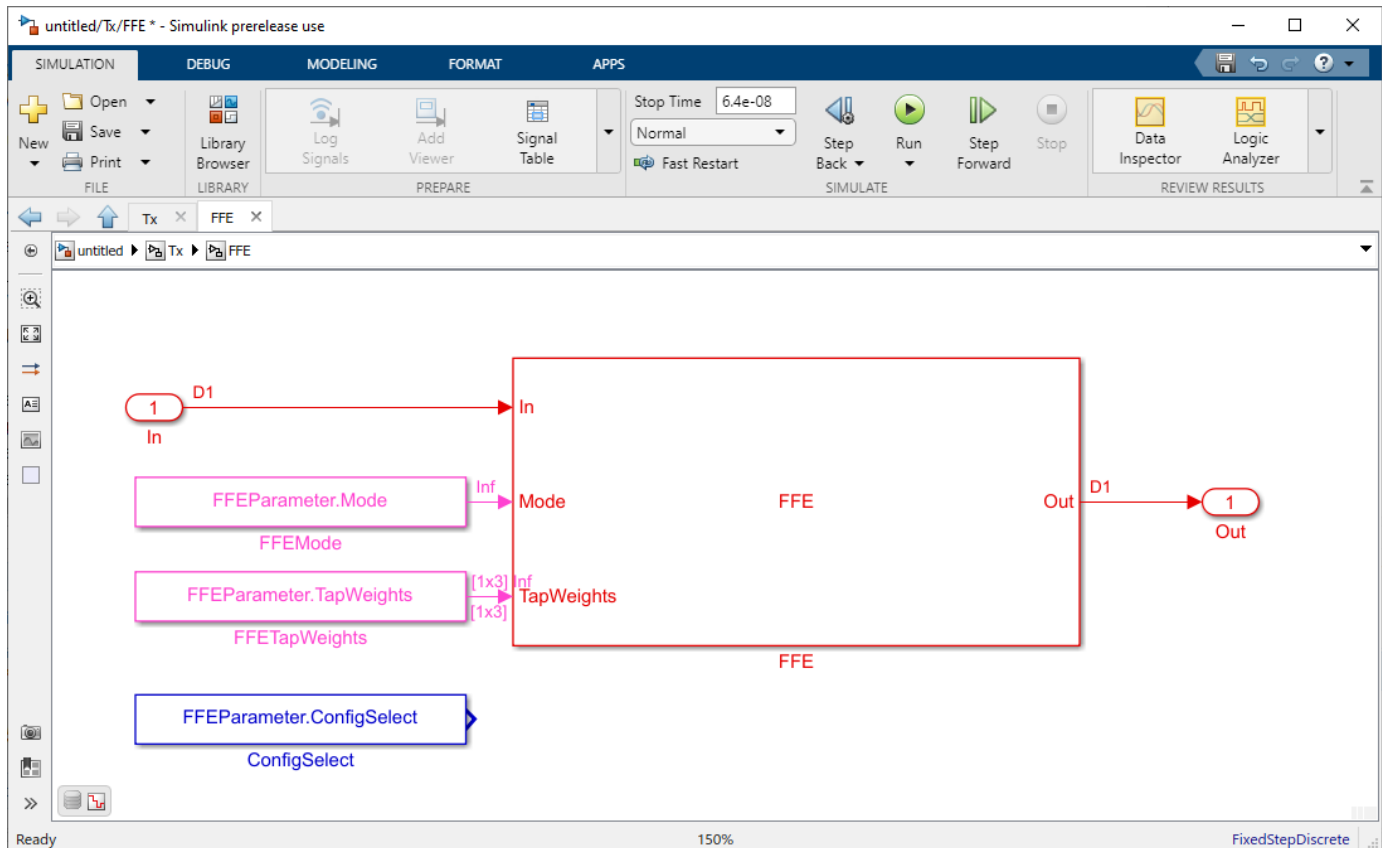 untitled/Tx/FFE * - Simulink prerelease use
SIMULATION DEBUG MODELING FORMAT APPS
New
Open
Save
Print
FILE
Library
Browser
LIBRARY
Log
Signals
Add
Viewer
Signal
Table
PREPARE
Stop Time 6.4e-08
Normal
Fast Restart
Step
Back
Run
Step
Forward
Stop
SIMULATE
Data
Inspector
Logic
Analyzer
REVIEW RESULTS
Tx FFE
untitled Tx FFE
D1
1
In
In
FFEParameter.Mode
Inf
Mode
FFEMode
FFE
Out
D1
1
Out
FFEParameter.TapWeights
[1x3] Inf
[1x3]
TapWeights
FFETapWeights
FFE
FFEParameter.ConfigSelect
ConfigSelect
Ready 150% FixedStepDiscrete